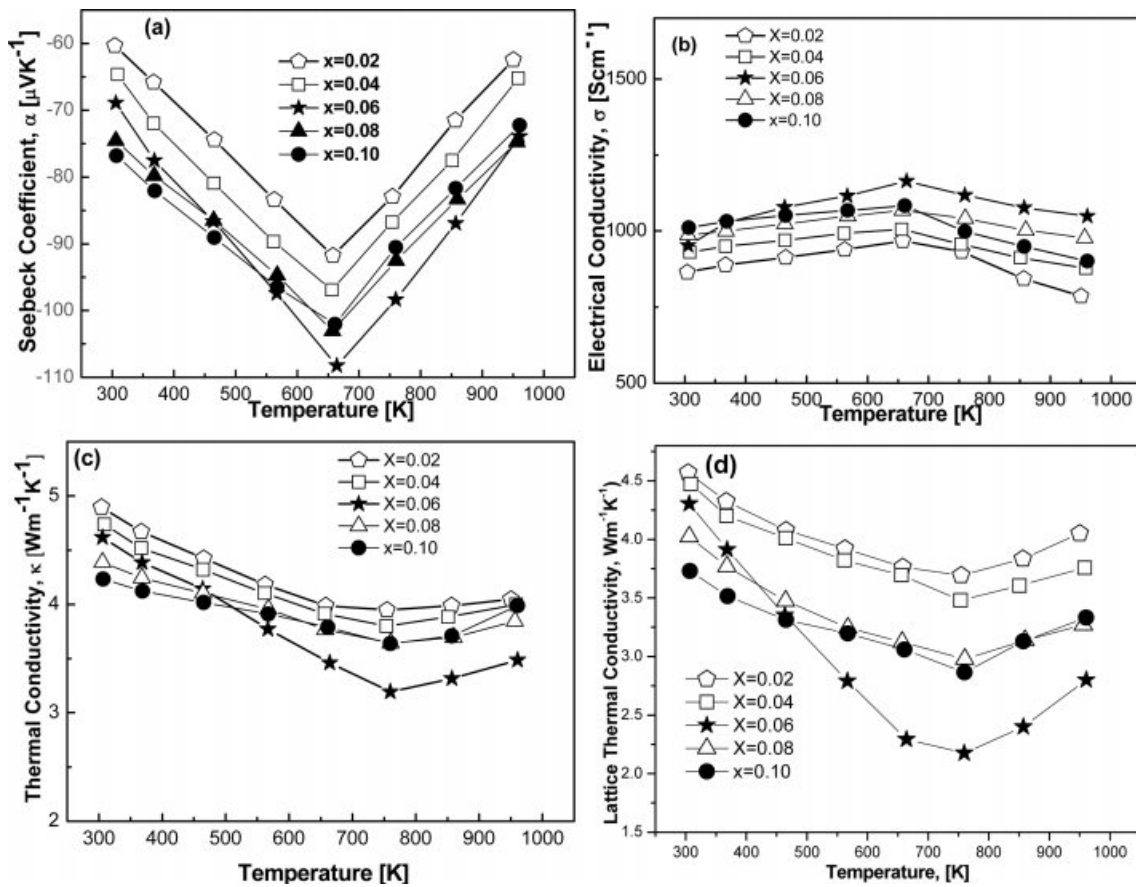 (a)
x=0.02
x=0.04
x=0.06
x=0.08
x=0.10
-60
-70
-80
-90
-100
-110
Seebeck Coefficient, α [μVK⁻¹]
300 400 500 600 700 800 900 1000
Temperature [K]
(b)
X=0.02
X=0.04
X=0.06
X=0.08
x=0.10
1500
1000
500
Electrical Conductivity, σ [Scm⁻¹]
300 400 500 600 700 800 900 1000
Temperature [K]
(c)
X=0.02
X=0.04
X=0.06
X=0.08
x=0.10
5
4
3
2
Thermal Conductivity, κ [Wm⁻¹K⁻¹]
300 400 500 600 700 800 900 1000
Temperature [K]
(d)
4.5
4.0
3.5
3.0
2.5
2.0
1.5
Lattice Thermal Conductivity, Wm⁻¹K⁻¹)
X=0.02
X=0.04
X=0.06
X=0.08
x=0.10
300 400 500 600 700 800 900 1000
Temperature, [K]